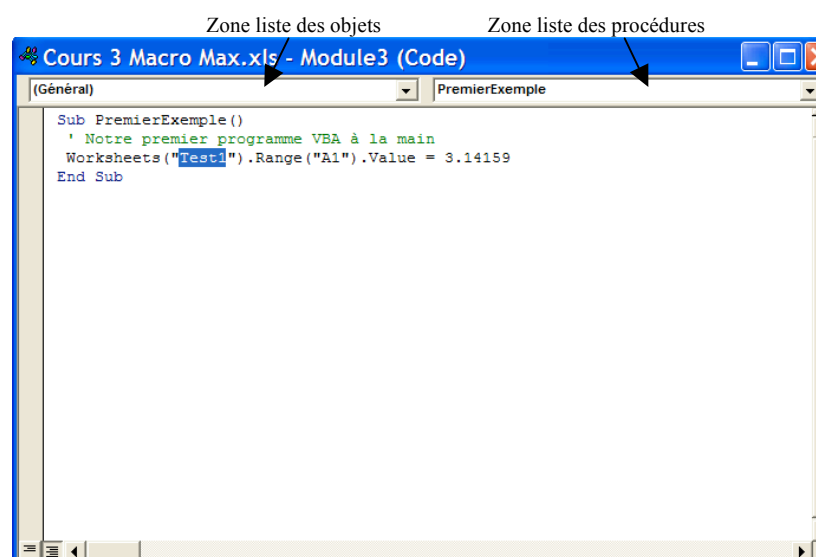 Zone liste des objets Zone liste des procédures
Cours 3 Macro Max.xls - Module3 (Code)
(Général) PremierExemple
Sub PremierExemple()
' Notre premier programme VBA à la main
Worksheets("Test1").Range("A1").Value = 3.14159
End Sub